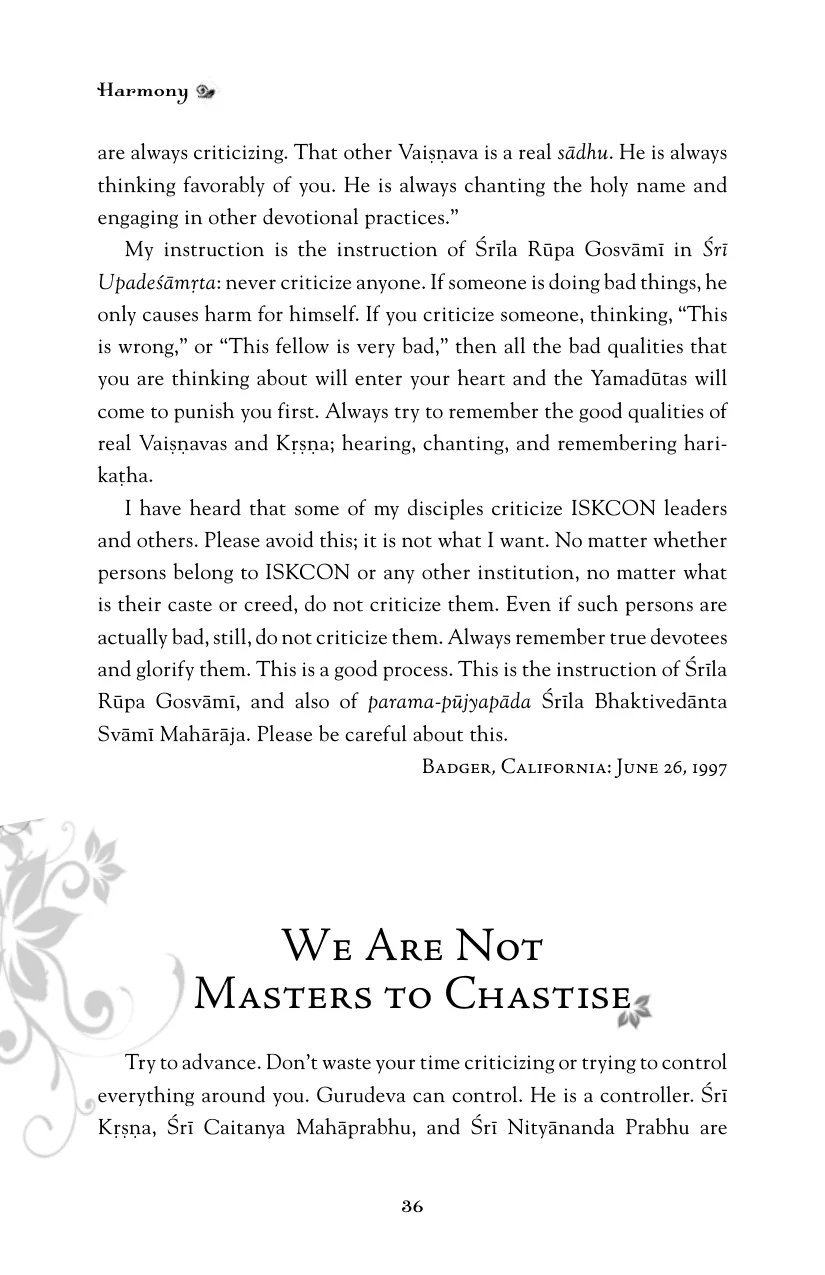 Harmony
are always criticizing. That other Vaiṣṇava is a real sādhu. He is always
thinking favorably of you. He is always chanting the holy name and
engaging in other devotional practices.”
My instruction is the instruction of Śrīla Rūpa Gosvāmī in Śrī
Upadeśāmṛta: never criticize anyone. If someone is doing bad things, he
only causes harm for himself. If you criticize someone, thinking, “This
is wrong,” or “This fellow is very bad,” then all the bad qualities that
you are thinking about will enter your heart and the Yamadūtas will
come to punish you first. Always try to remember the good qualities of
real Vaiṣṇavas and Kṛṣṇa; hearing, chanting, and remembering hari-
kaṭha.
I have heard that some of my disciples criticize ISKCON leaders
and others. Please avoid this; it is not what I want. No matter whether
persons belong to ISKCON or any other institution, no matter what
is their caste or creed, do not criticize them. Even if such persons are
actually bad, still, do not criticize them. Always remember true devotees
and glorify them. This is a good process. This is the instruction of Śrīla
Rūpa Gosvāmī, and also of parama-pūjyapāda Śrīla Bhaktivedānta
Svāmī Mahārāja. Please be careful about this.
Badger, California: June 26, 1997
We Are Not
Masters to Chastise
Try to advance. Don’t waste your time criticizing or trying to control
everything around you. Gurudeva can control. He is a controller. Śrī
Kṛṣṇa, Śrī Caitanya Mahāprabhu, and Śrī Nityānanda Prabhu are
36